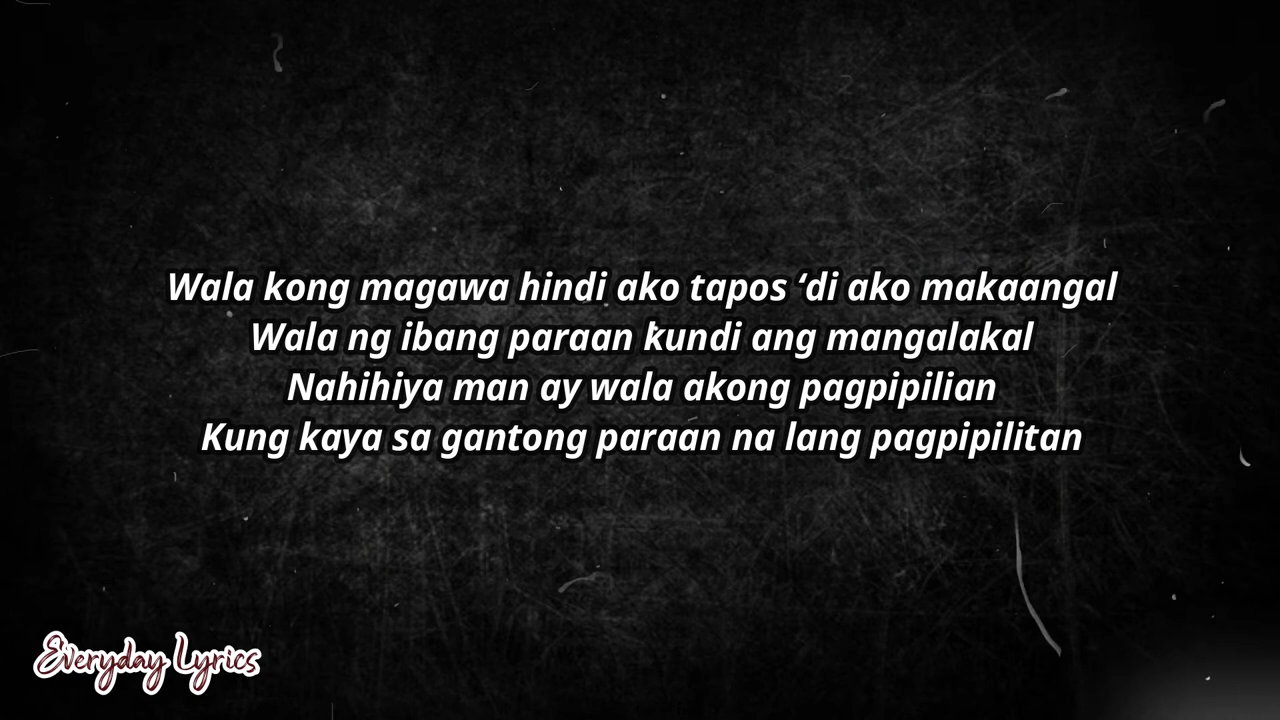 Wala kong magawa hindi ako tapos ‘di ako makaangal
Wala ng ibang paraan kundi ang mangalakal
Nahihiya man ay wala akong pagpipilian
Kung kaya sa gantong paraan na lang pagpipilitan
Everyday Lyrics